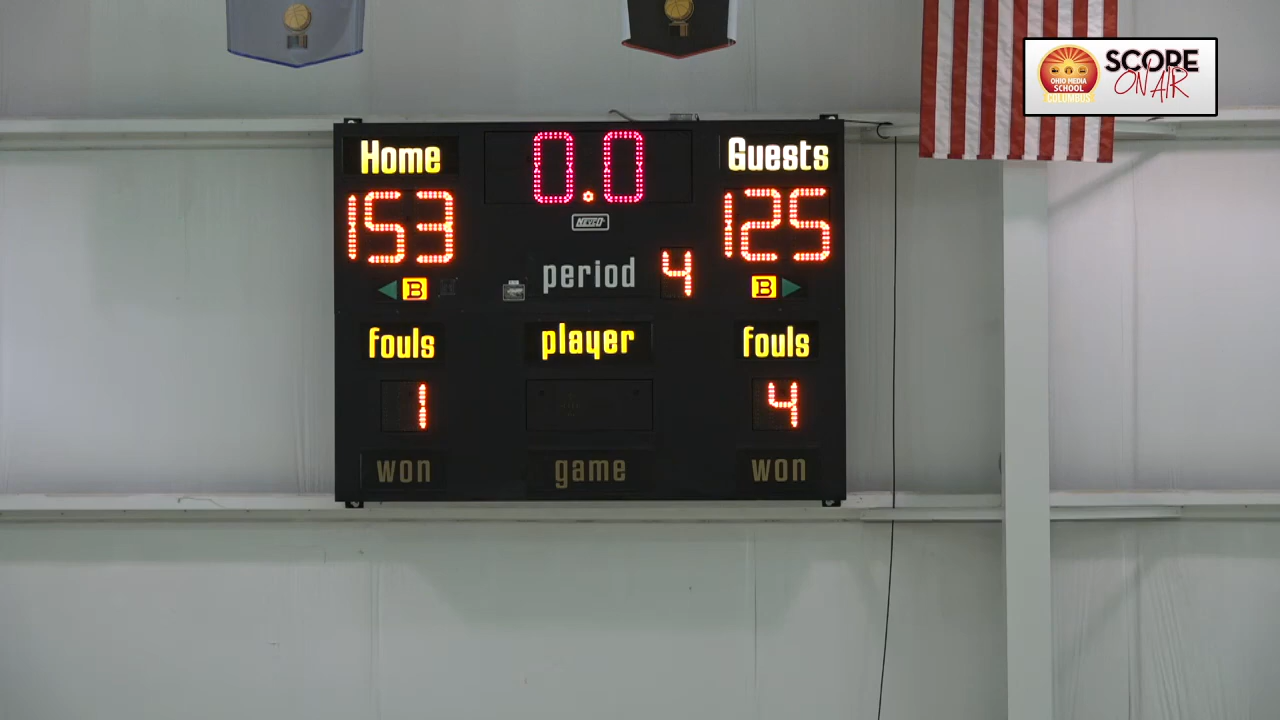 SCORE
ON AIR
OHIO MEDIA
SCHOOL
COLUMBUS
Home 0.0 Guests
153 125
NEVCO
period 4
B B
fouls player fouls
1 4
won game won